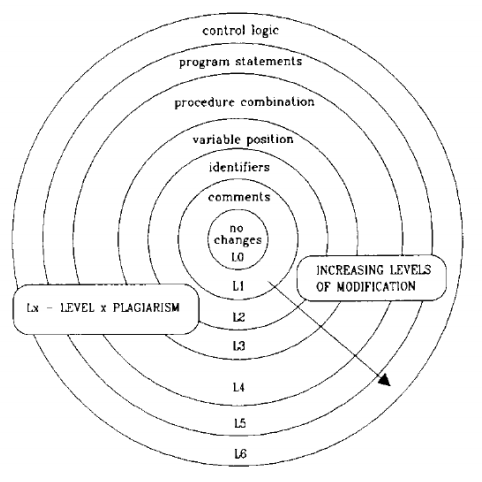 control logic
program statements
procedure combination
variable position
identifiers
comments
no
changes
L0
L1
L2
L3
L4
L5
L6
INCREASING LEVELS
OF MODIFICATION
Lx – LEVEL x PLAGIARISM